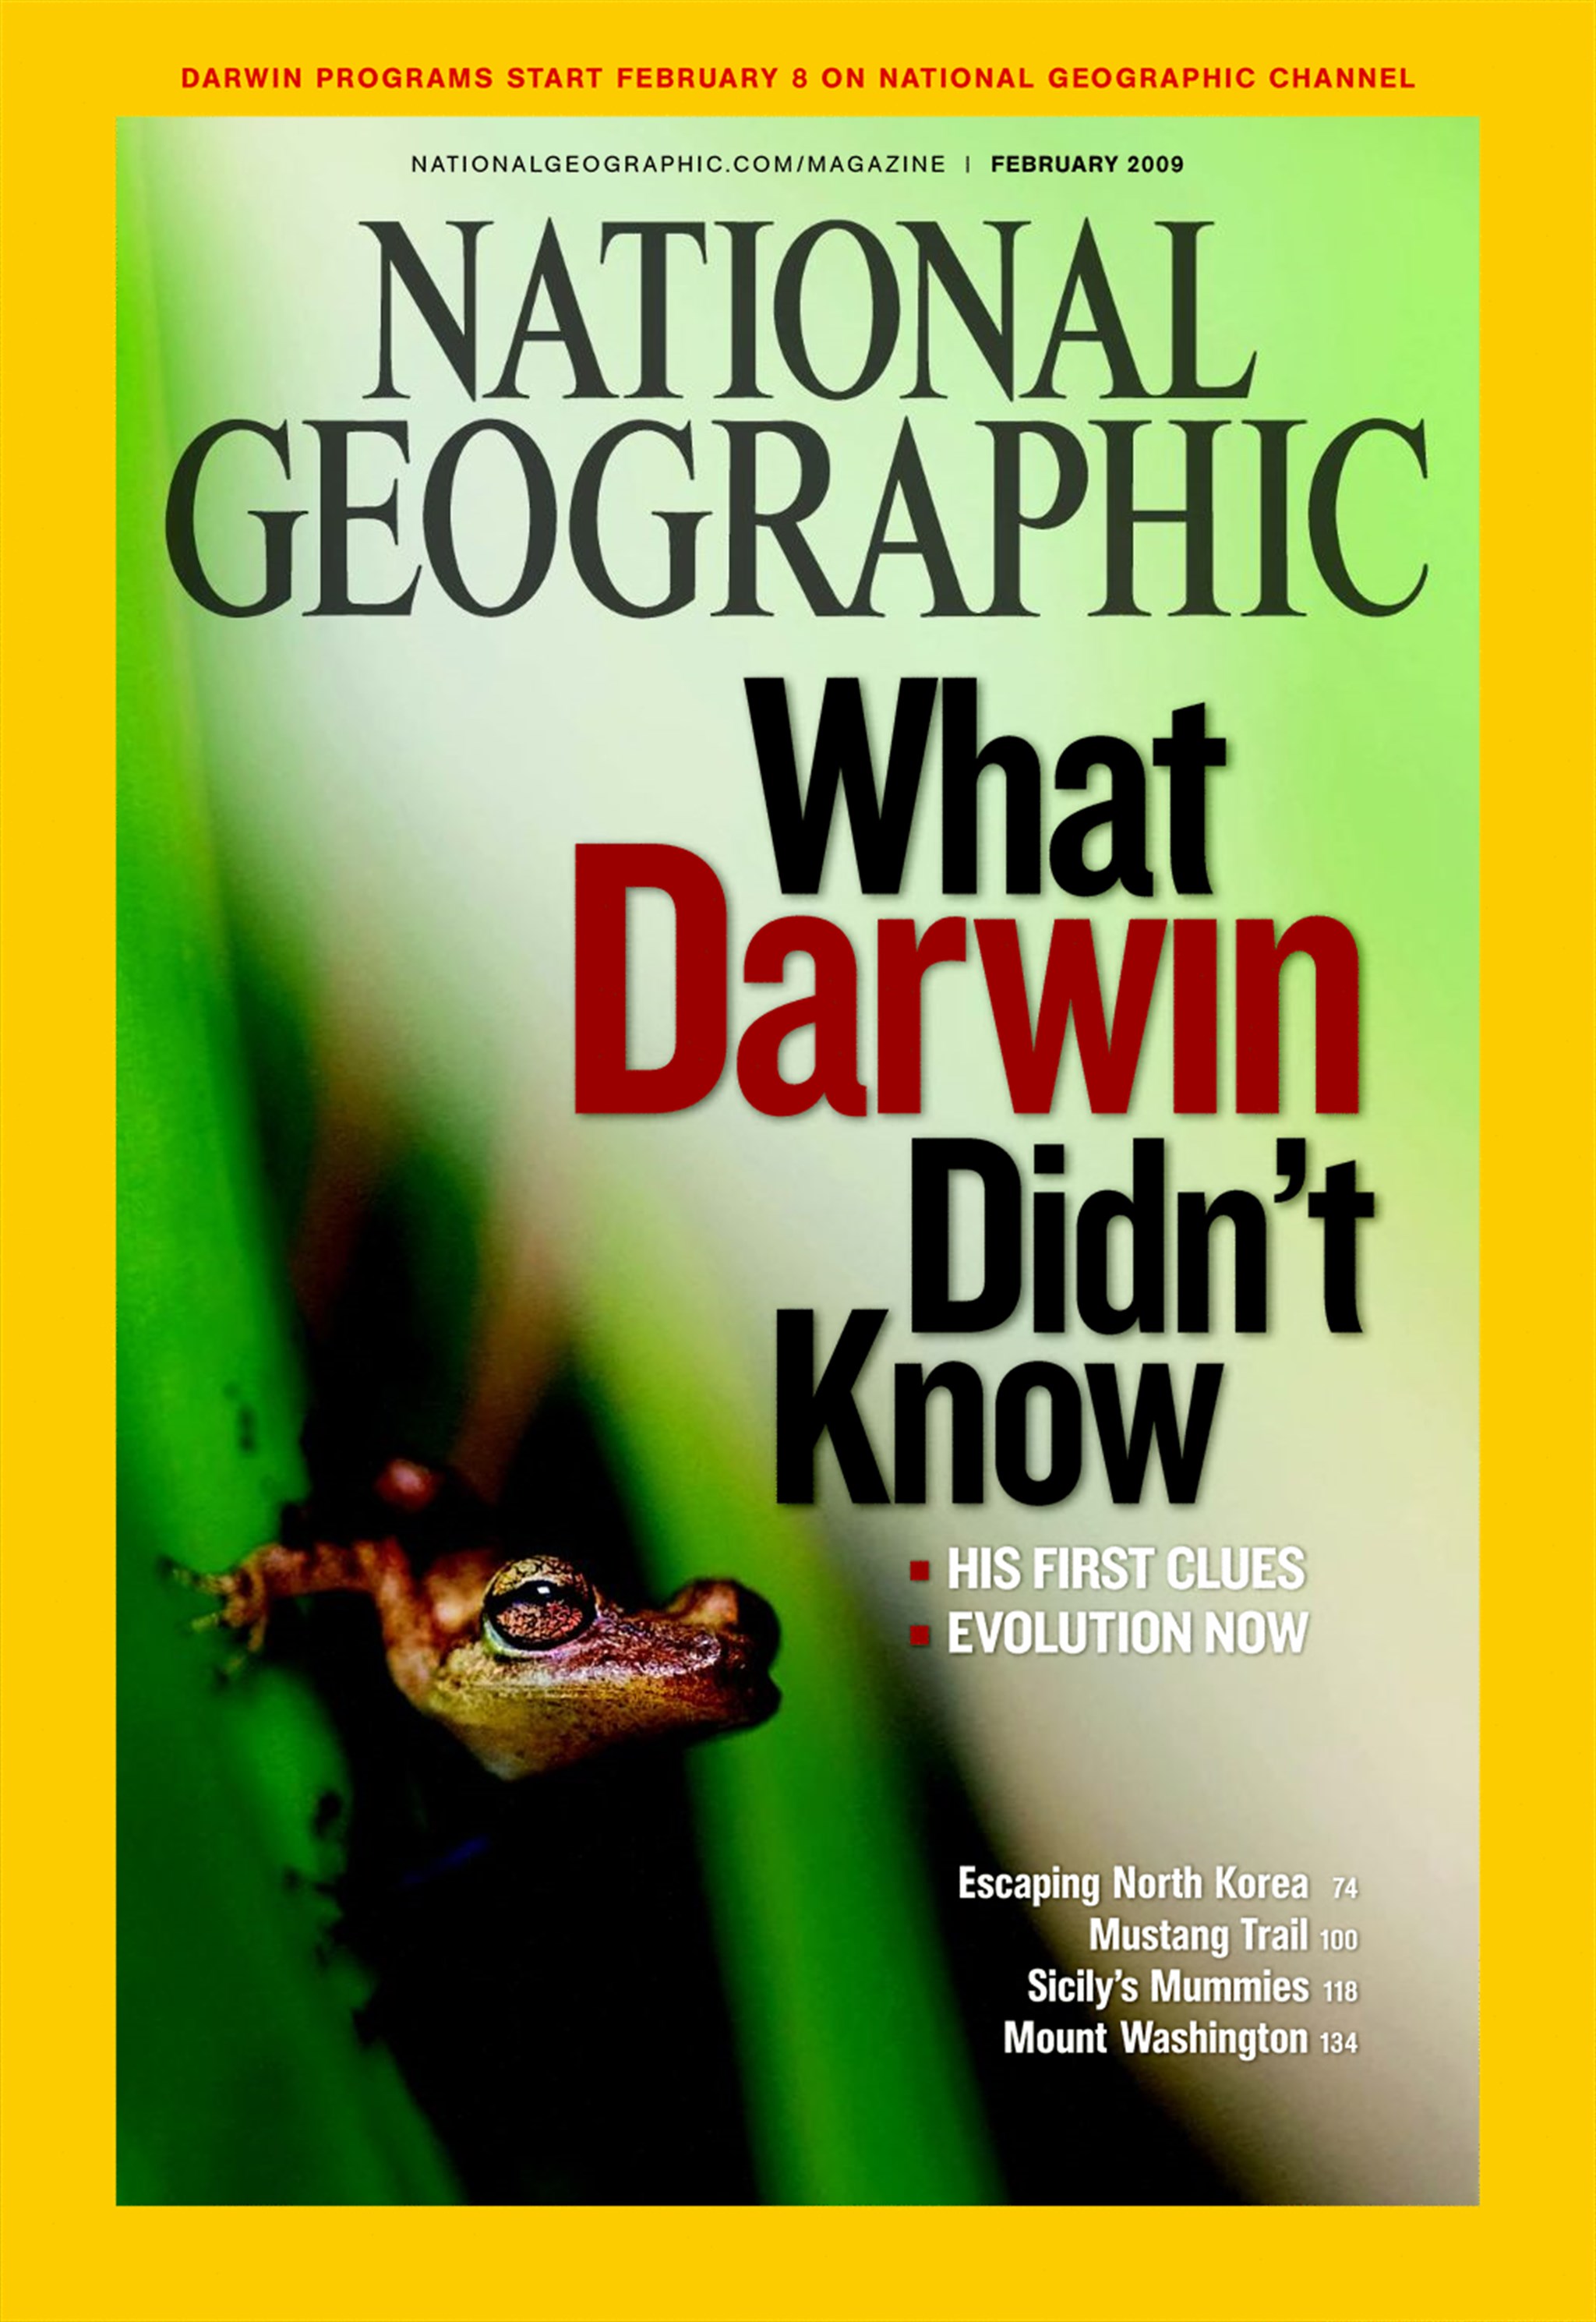 DARWIN PROGRAMS START FEBRUARY 8 ON NATIONAL GEOGRAPHIC CHANNEL
NATIONALGEOGRAPHIC.COM/MAGAZINE | FEBRUARY 2009
NATIONAL
GEOGRAPHIC
What
Darwin
Didn't
Know
▪ HIS FIRST CLUES
▪ EVOLUTION NOW
Escaping North Korea 74
Mustang Trail 100
Sicily's Mummies 118
Mount Washington 134